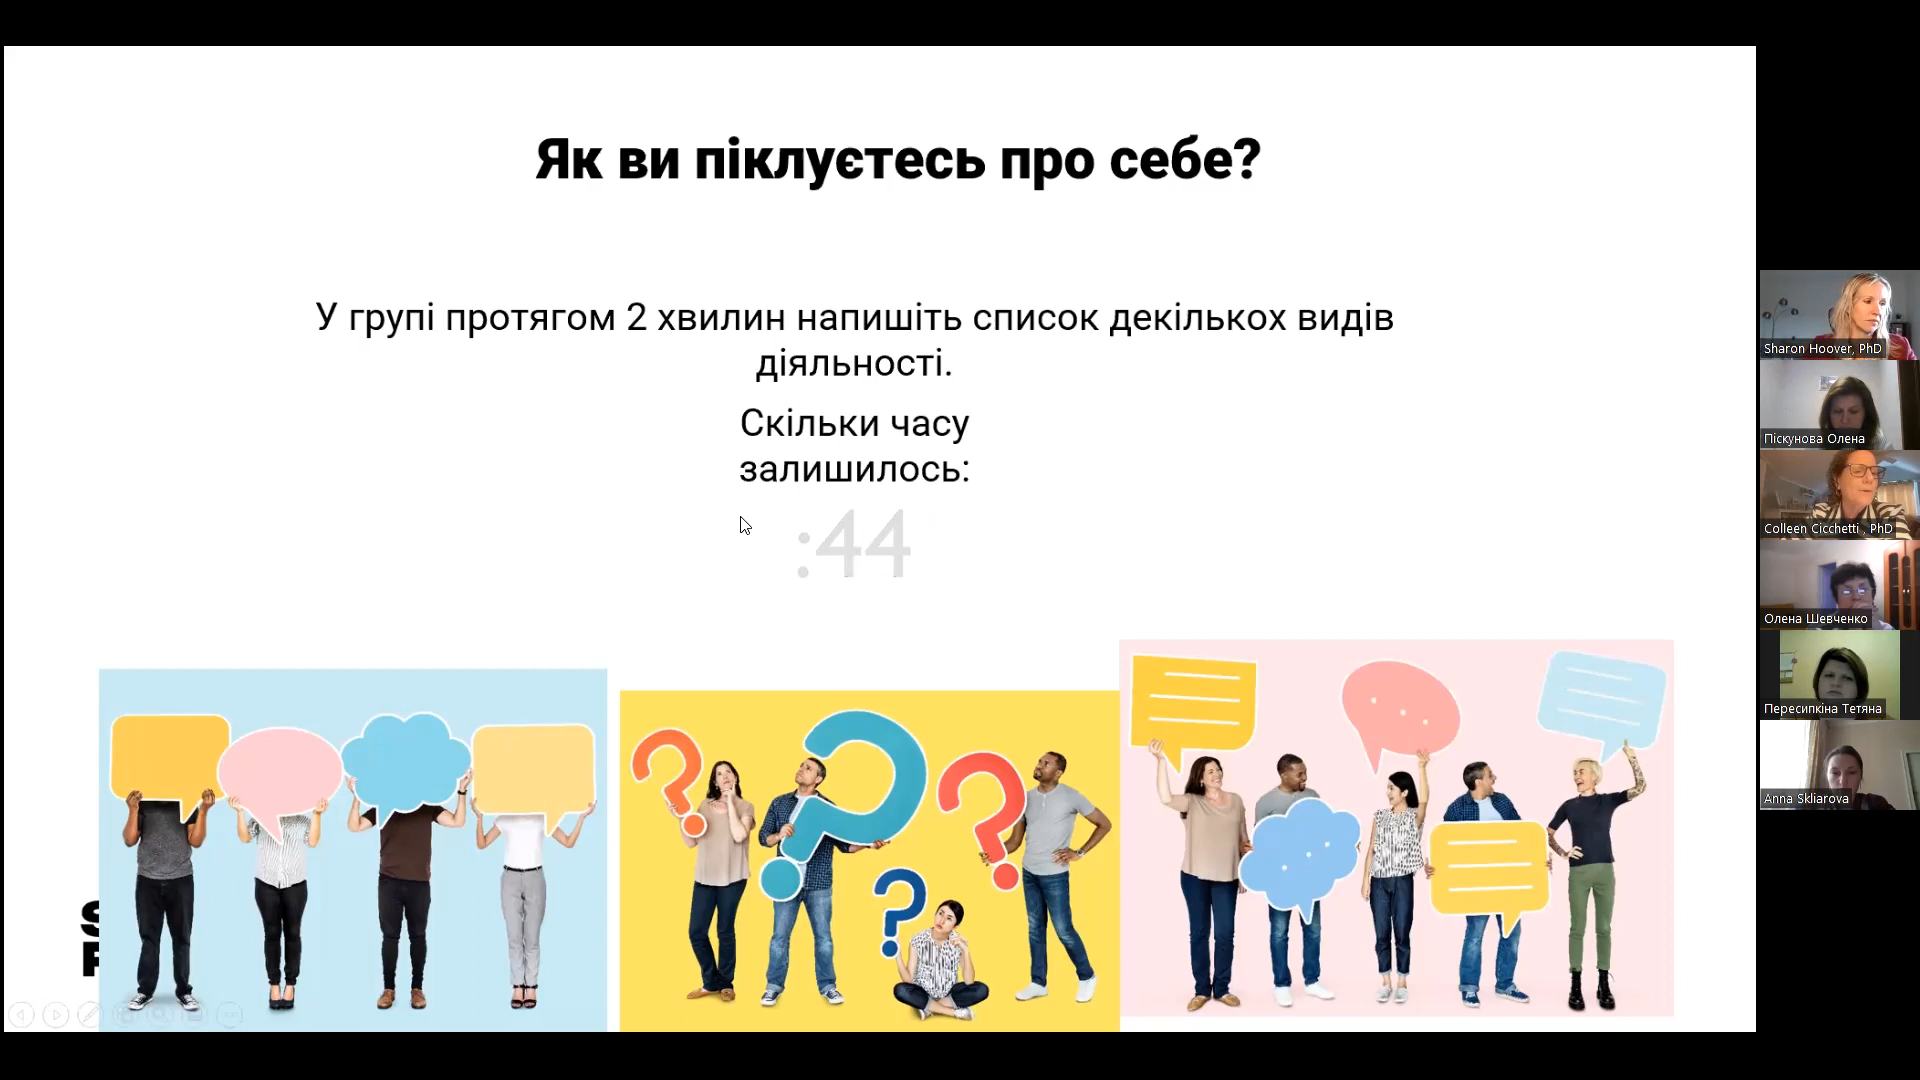 Як ви піклуєтесь про себе?
У групі протягом 2 хвилин напишіть список декількох видів
діяльності.
Скільки часу
залишилось:
:44
Sharon Hoover, PhD
Піскунова Олена
Colleen Cicchetti , PhD
Олена Шевченко
Пересипкіна Тетяна
Anna Skliarova